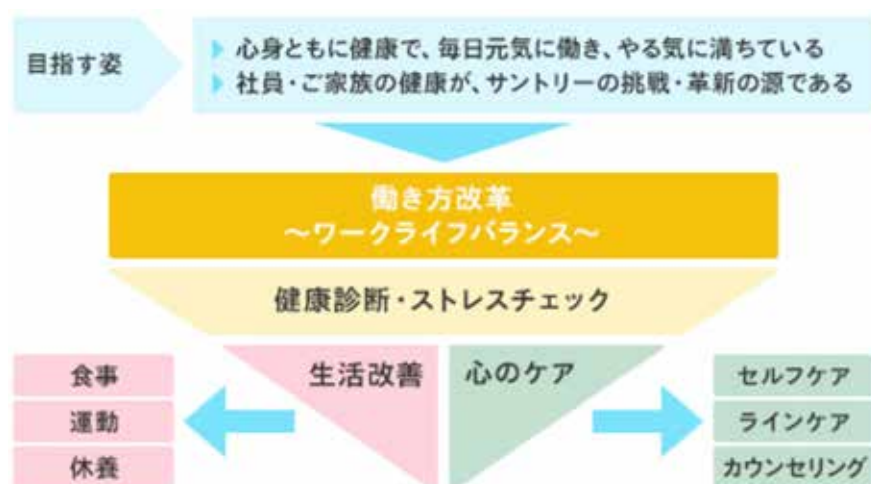 目指す姿
心身ともに健康で、毎日元気に働き、やる気に満ちている
社員・ご家族の健康が、サントリーの挑戦・革新の源である
働き方改革
～ワークライフバランス～
健康診断・ストレスチェック
生活改善
心のケア
食事
運動
休養
セルフケア
ラインケア
カウンセリング